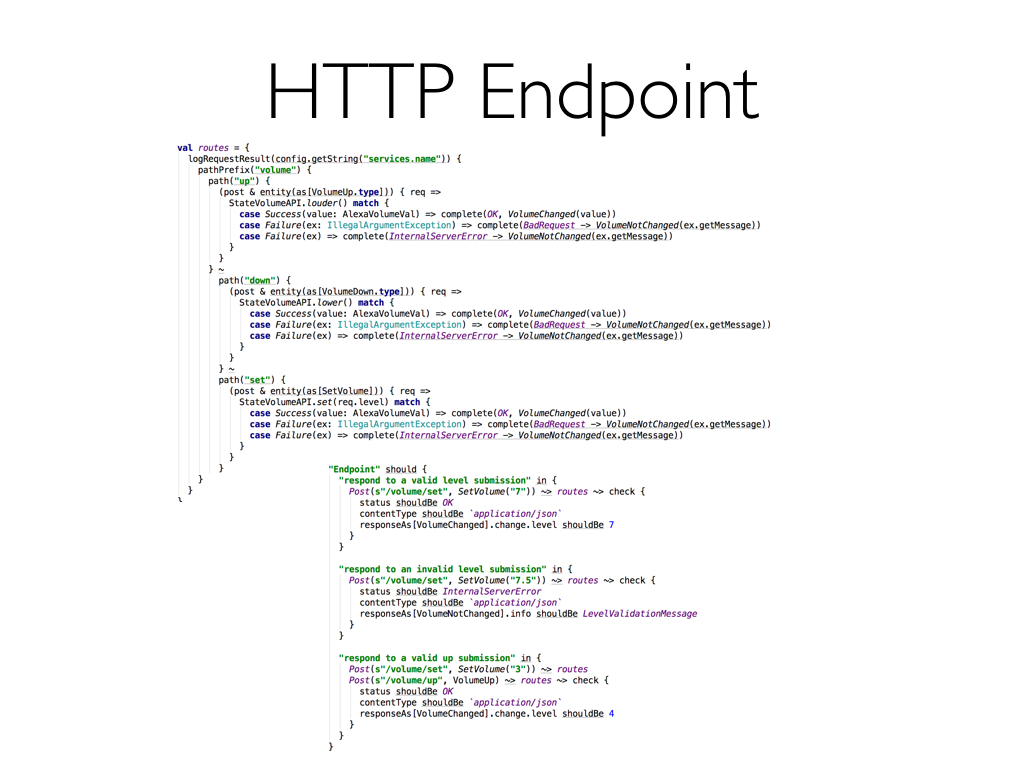 HTTP Endpoint
val routes = {
logRequestResult(config.getString("services.name")) {
pathPrefix("volume") {
path("up") {
(post & entity(as[VolumeUp.type])) { req =>
StateVolumeAPI.louder() match {
case Success(value: AlexaVolumeVal) => complete(OK, VolumeChanged(value))
case Failure(ex: IllegalArgumentException) => complete(BadRequest -> VolumeNotChanged(ex.getMessage))
case Failure(ex) => complete(InternalServerError -> VolumeNotChanged(ex.getMessage))
}
}
} ~
path("down") {
(post & entity(as[VolumeDown.type])) { req =>
StateVolumeAPI.lower() match {
case Success(value: AlexaVolumeVal) => complete(OK, VolumeChanged(value))
case Failure(ex: IllegalArgumentException) => complete(BadRequest -> VolumeNotChanged(ex.getMessage))
case Failure(ex) => complete(InternalServerError -> VolumeNotChanged(ex.getMessage))
}
}
} ~
path("set") {
(post & entity(as[SetVolume])) { req =>
StateVolumeAPI.set(req.level) match {
case Success(value: AlexaVolumeVal) => complete(OK, VolumeChanged(value))
case Failure(ex: IllegalArgumentException) => complete(BadRequest -> VolumeNotChanged(ex.getMessage))
case Failure(ex) => complete(InternalServerError -> VolumeNotChanged(ex.getMessage))
}
}
}
}
}
"Endpoint" should {
"respond to a valid level submission" in {
Post(s"/volume/set", SetVolume("7")) ~> routes ~> check {
status shouldBe OK
contentType shouldBe `application/json`
responseAs[VolumeChanged].change.level shouldBe 7
}
}
"respond to an invalid level submission" in {
Post(s"/volume/set", SetVolume("7.5")) ~> routes ~> check {
status shouldBe InternalServerError
contentType shouldBe `application/json`
responseAs[VolumeNotChanged].info shouldBe LevelValidationMessage
}
}
"respond to a valid up submission" in {
Post(s"/volume/set", SetVolume("3")) ~> routes
Post(s"/volume/up", VolumeUp) ~> routes ~> check {
status shouldBe OK
contentType shouldBe `application/json`
responseAs[VolumeChanged].change.level shouldBe 4
}
}
}